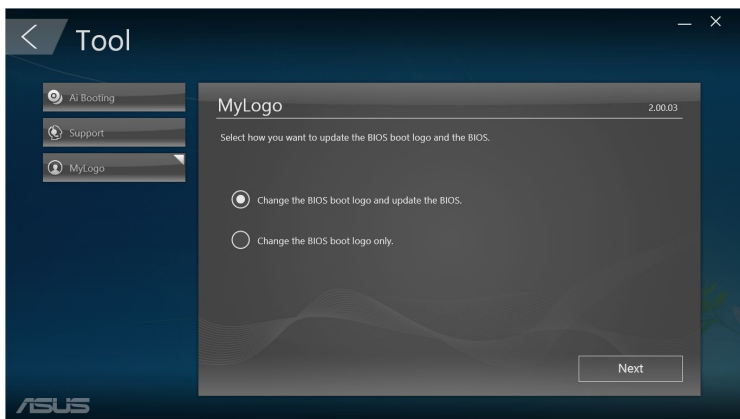 Tool
Ai Booting
Support
MyLogo
MyLogo 2.00.03
Select how you want to update the BIOS boot logo and the BIOS.
Change the BIOS boot logo and update the BIOS.
Change the BIOS boot logo only.
Next
ASUS